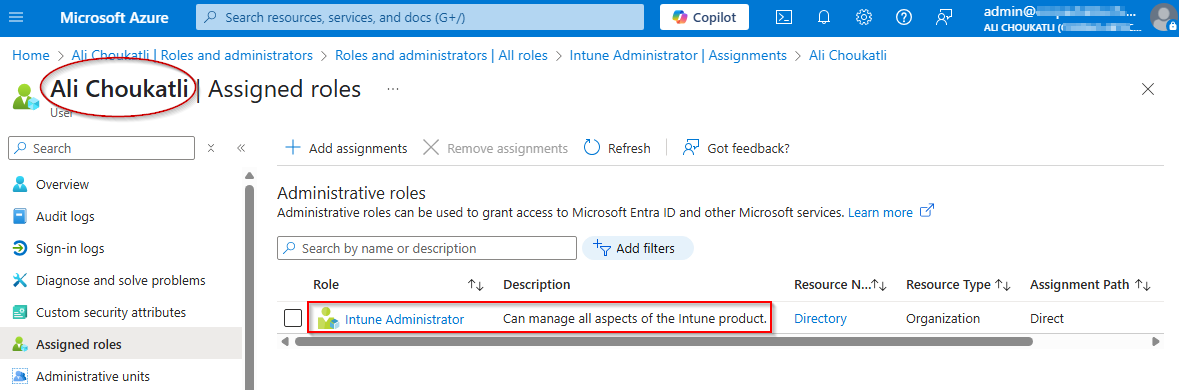 Microsoft Azure
Search resources, services, and docs (G+/)
Copilot
admin@
ALI CHOUKATLI (
Home > Ali Choukatli | Roles and administrators > Roles and administrators | All roles > Intune Administrator | Assignments > Ali Choukatli
Ali Choukatli | Assigned roles ...
User
Search
Add assignments Remove assignments Refresh Got feedback?
Overview
Audit logs
Sign-in logs
Diagnose and solve problems
Custom security attributes
Assigned roles
Administrative units
Administrative roles
Administrative roles can be used to grant access to Microsoft Entra ID and other Microsoft services. Learn more
Search by name or description
Add filters
Role Description Resource N... Resource Type Assignment Path
Intune Administrator Can manage all aspects of the Intune product. Directory Organization Direct